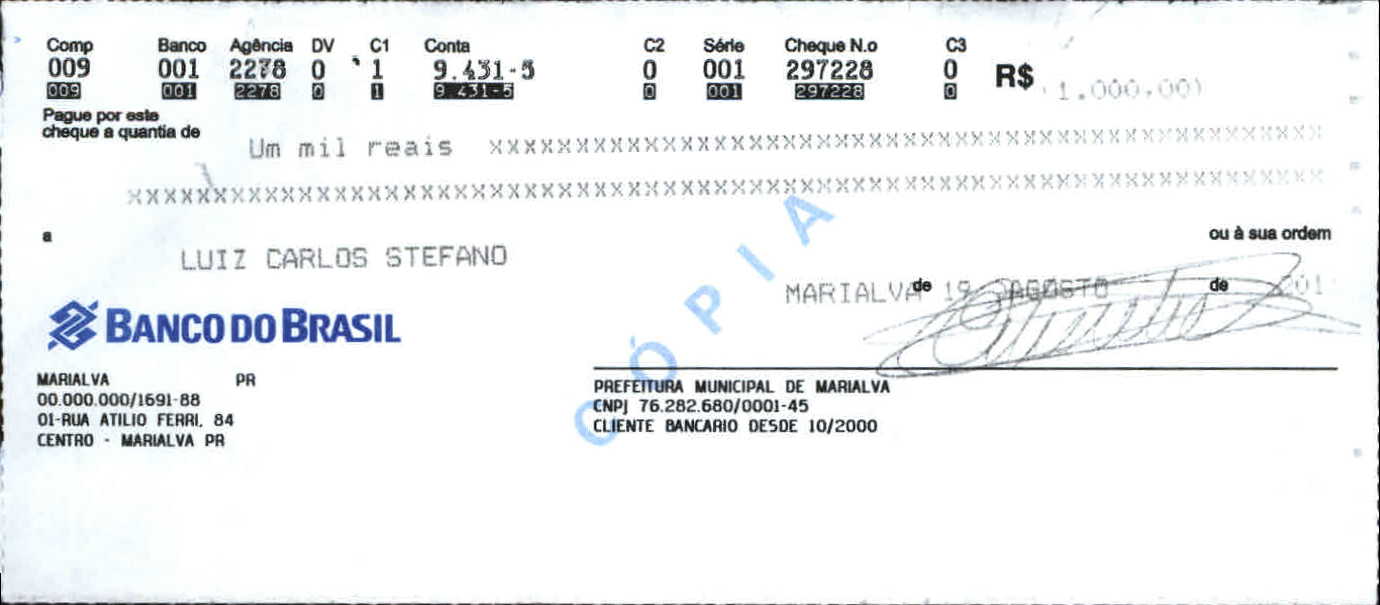 Comp Banco Agência DV C1 Conta C2 Série Cheque N.o C3
009 001 2278 0 1 9.431-5 0 001 297228 0 R$ (1.000,00)
009 001 2278 0 1 9.431-5 0 001 297228 0
Pague por este
cheque a quantia de
Um mil reais XXXXXXXXXXXXXXXXXXXXXXXXXXXXXXXXXXXXXXXXXXXXXXXXXX
XXXXXXXXXXXXXXXXXXXXXXXXXXXXXXXXXXXXXXXXXXXXXXXXXXXXXXXXXXXXXXXXXXXXXX
a LUIZ CARLOS STEFANO ou à sua ordem
MARIALVA de 19 AGOSTO de
BANCO DO BRASIL
CÓPIA
MARIALVA PR
00.000.000/1691-88
01-RUA ATILIO FERRI, 84
CENTRO - MARIALVA PR
PREFEITURA MUNICIPAL DE MARIALVA
CNPJ 76.282.680/0001-45
CLIENTE BANCARIO DESDE 10/2000